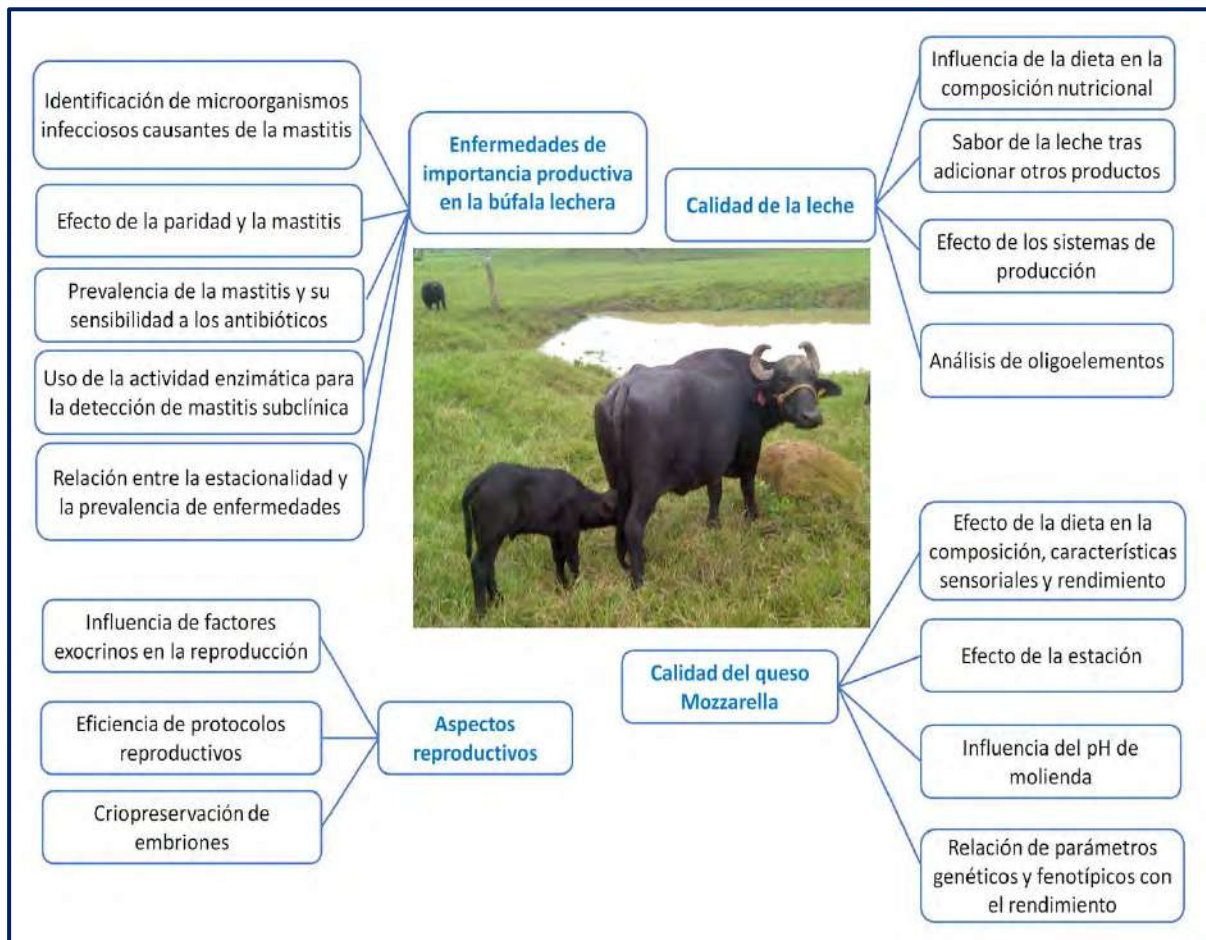 Identificación de microorganismos
infecciosos causantes de la mastitis
Efecto de la paridad y la mastitis
Prevalencia de la mastitis y su
sensibilidad a los antibióticos
Uso de la actividad enzimática para
la detección de mastitis subclínica
Relación entre la estacionalidad y
la prevalencia de enfermedades
Enfermedades de
importancia productiva
en la búfala lechera
Calidad de la leche
Influencia de la dieta en la
composición nutricional
Sabor de la leche tras
adicionar otros productos
Efecto de los sistemas de
producción
Análisis de oligoelementos
Influencia de factores
exocrinos en la reproducción
Eficiencia de protocolos
reproductivos
Criopreservación de
embriones
Aspectos
reproductivos
Calidad del queso
Mozzarella
Efecto de la dieta en la
composición, características
sensoriales y rendimiento
Efecto de la estación
Influencia del pH de
molienda
Relación de parámetros
genéticos y fenotípicos con
el rendimiento